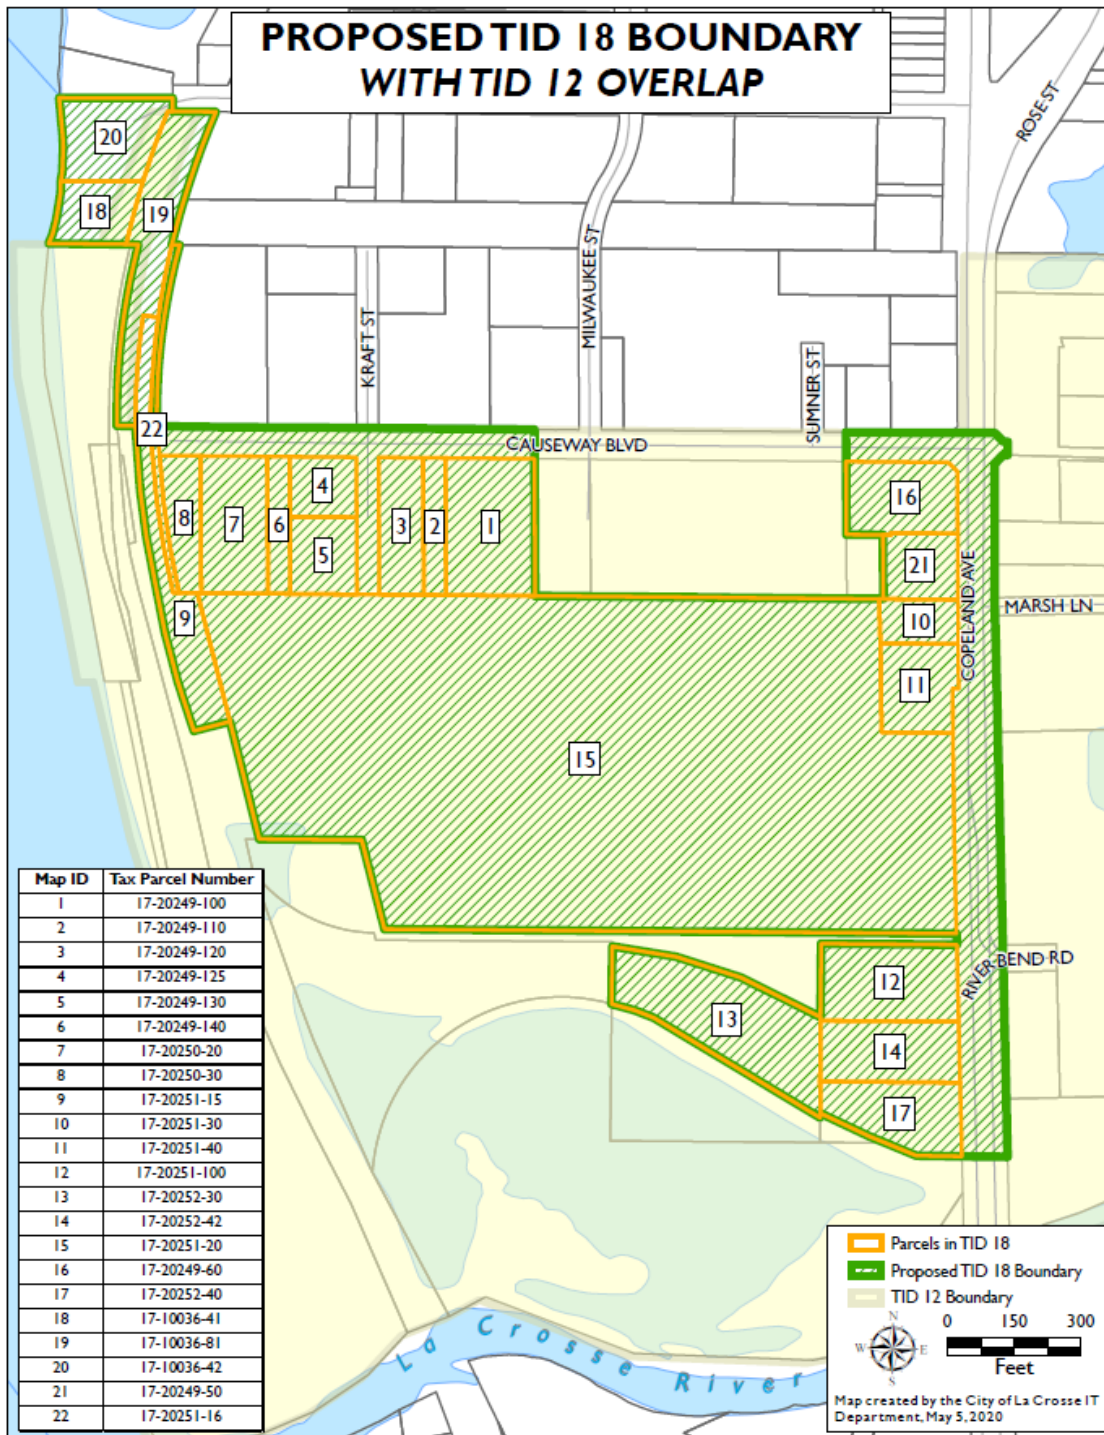 PROPOSED TID 18 BOUNDARY
WITH TID 12 OVERLAP
ROSE ST
20
18
19
MILWAUKEE ST
KRAFT ST
SUMNER ST
22
CAUSEWAY BLVD
4
16
8
7
6
3
2
1
5
21
COPELAND AVE
9
10
MARSH LN
11
15
12
RIVER BEND RD
13
14
17
Map ID Tax Parcel Number
1 17-20249-100
2 17-20249-110
3 17-20249-120
4 17-20249-125
5 17-20249-130
6 17-20249-140
7 17-20250-20
8 17-20250-30
9 17-20251-15
10 17-20251-30
11 17-20251-40
12 17-20251-100
13 17-20252-30
14 17-20252-42
15 17-20251-20
16 17-20249-60
17 17-20252-40
18 17-10036-41
19 17-10036-81
20 17-10036-42
21 17-20249-50
22 17-20251-16
La Crosse River
Parcels in TID 18
Proposed TID 18 Boundary
TID 12 Boundary
N
W E
S
0 150 300
Feet
Map created by the City of La Crosse IT
Department, May 5, 2020